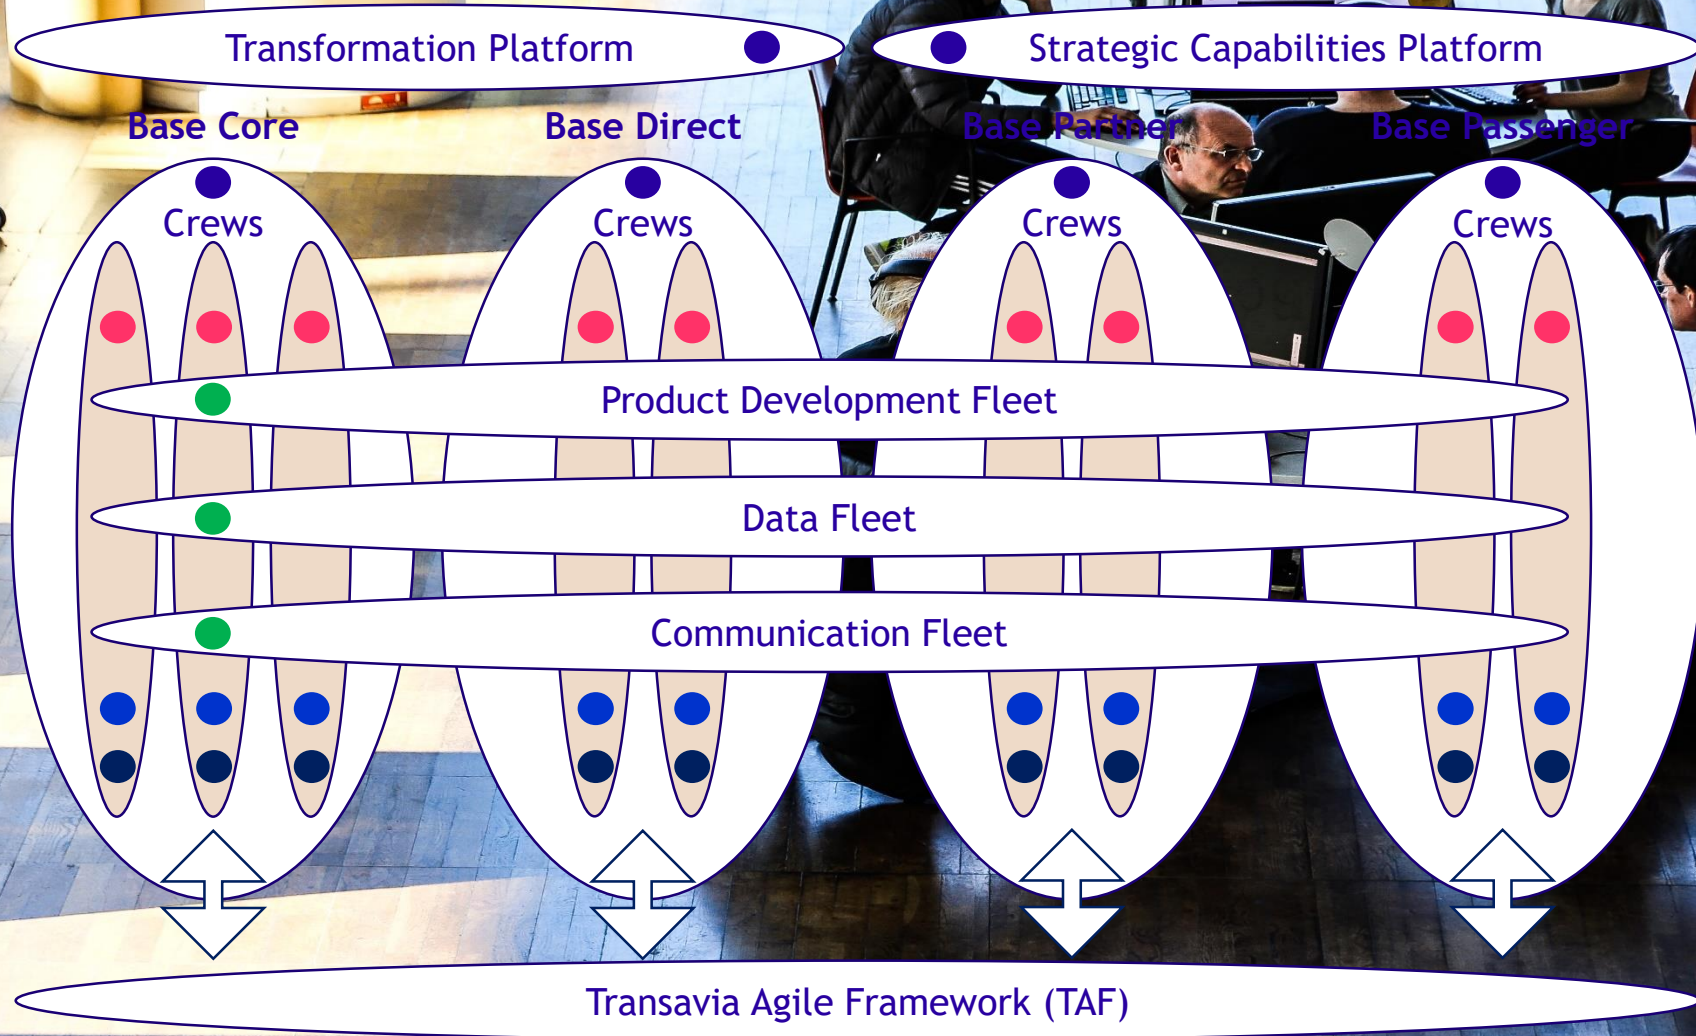 Transformation Platform
Strategic Capabilities Platform
Base Core
Base Direct
Base Partner
Base Passenger
Crews
Crews
Crews
Crews
Product Development Fleet
Data Fleet
Communication Fleet
Transavia Agile Framework (TAF)